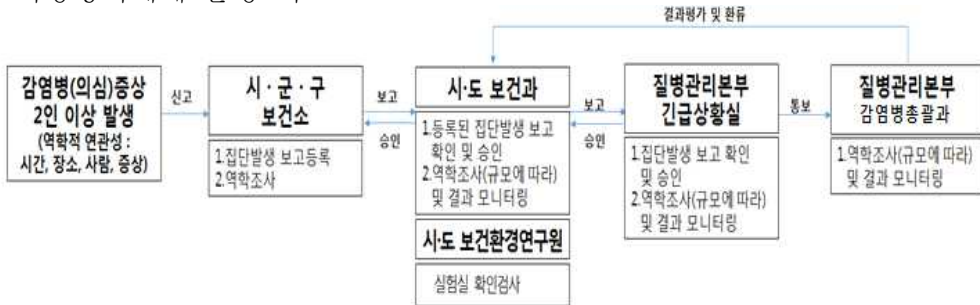 결과평가 및 환류
감염병(의심)증상
2인 이상 발생
(역학적 연관성 :
시간, 장소, 사람, 증상)
신고
시·군·구
보건소
1.집단발생 보고등록
2.역학조사
보고
승인
시·도 보건과
1.등록된 집단발생 보고
확인 및 승인
2.역학조사(규모에 따라)
및 결과 모니터링
시·도 보건환경연구원
실험실 확인검사
보고
승인
질병관리본부
긴급상황실
1.집단발생 보고 확인
및 승인
2.역학조사(규모에 따라)
및 결과 모니터링
통보
질병관리본부
감염병총괄과
1.역학조사(규모에 따라)
및 결과 모니터링